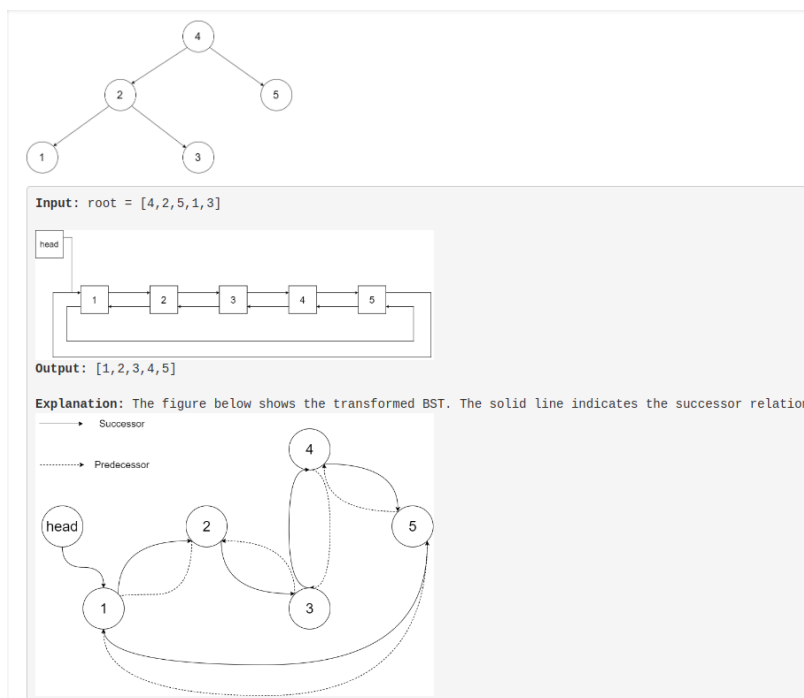 4
2
5
1
3
Input: root = [4,2,5,1,3]
head
1 2 3 4 5
Output: [1,2,3,4,5]
Explanation: The figure below shows the transformed BST. The solid line indicates the successor
Successor
Predecessor
4
head
2
5
1
3